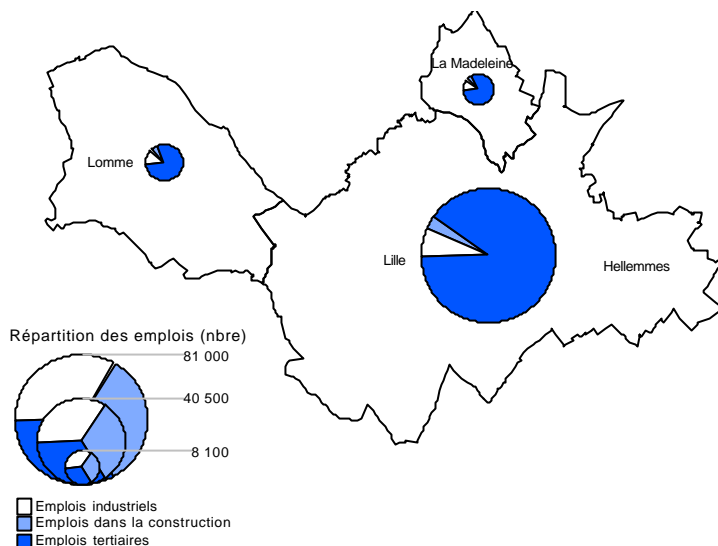 La Madeleine
Lomme
Lille
Hellemmes
Répartition des emplois (nbre)
81 000
40 500
8 100
Emplois industriels
Emplois dans la construction
Emplois tertiaires